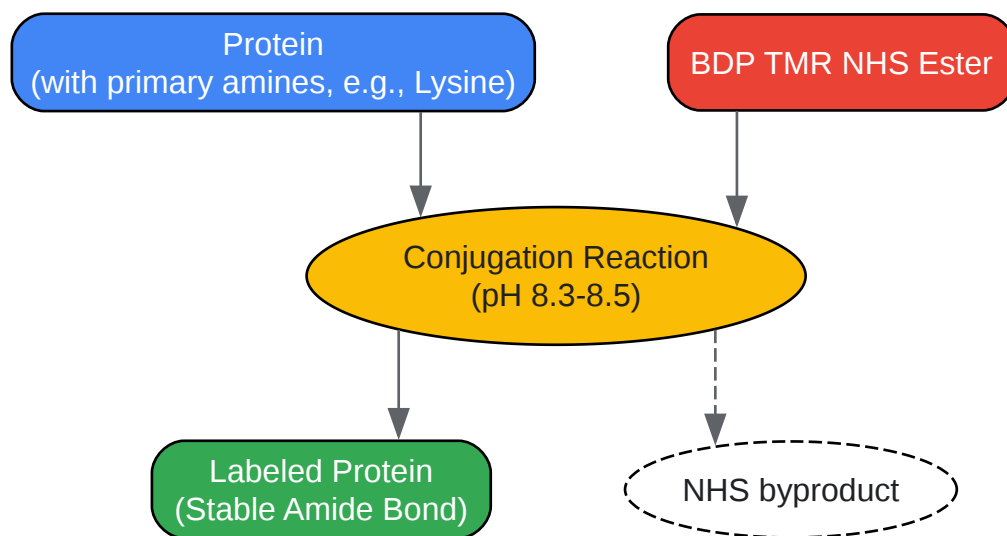 Protein
(with primary amines, e.g., Lysine)
BDP TMR NHS Ester
Conjugation Reaction
(pH 8.3-8.5)
Labeled Protein
(Stable Amide Bond)
NHS byproduct